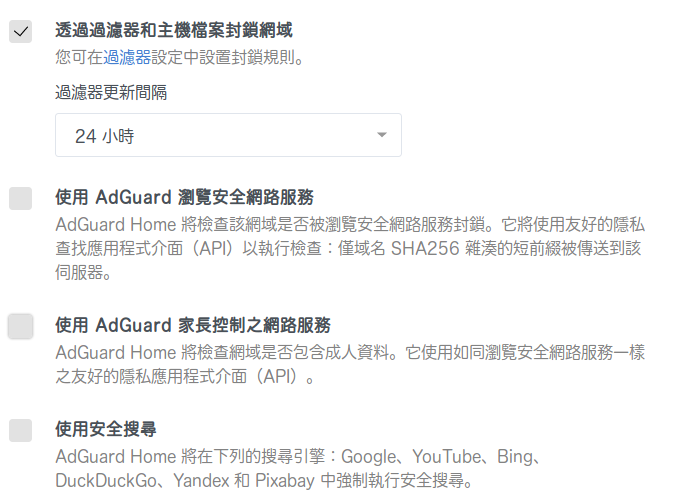 透過過濾器和主機檔案封鎖網域
您可在過濾器設定中設置封鎖規則。
過濾器更新間隔
24 小時
使用 AdGuard 瀏覽安全網路服務
AdGuard Home 將檢查該網域是否被瀏覽安全網路服務封鎖。它將使用友好的隱私
查找應用程式介面（API）以執行檢查：僅域名 SHA256 雜湊的短前綴被傳送到該
伺服器。
使用 AdGuard 家長控制之網路服務
AdGuard Home 將檢查網域是否包含成人資料。它使用如同瀏覽安全網路服務一樣
之友好的隱私應用程式介面（API）。
使用安全搜尋
AdGuard Home 將在下列的搜尋引擎：Google、YouTube、Bing、
DuckDuckGo、Yandex 和 Pixabay 中強制執行安全搜尋。